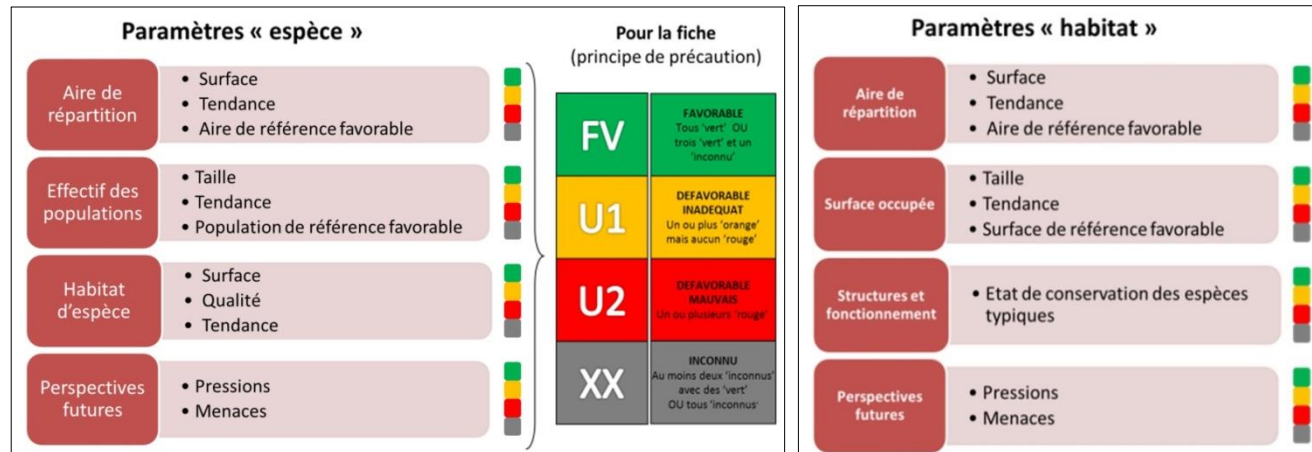 Paramètres « espèce »
Aire de
répartition
• Surface
• Tendance
• Aire de référence favorable
Effectif des
populations
• Taille
• Tendance
• Population de référence favorable
Habitat
d'espèce
• Surface
• Qualité
• Tendance
Perspectives
futures
• Pressions
• Menaces
Pour la fiche
(principe de précaution)
FV
FAVORABLE
Tous 'vert' OU
trois 'vert' et un
'inconnu'
U1
DEFAVORABLE
INADEQUAT
Un ou plus 'orange'
mais aucun 'rouge'
U2
DEFAVORABLE
MAUVAIS
Un ou plusieurs 'rouge'
XX
INCONNU
Au moins deux 'inconnus'
avec des 'vert'
OU tous 'inconnus'
Paramètres « habitat »
Aire de
répartition
• Surface
• Tendance
• Aire de référence favorable
Surface occupée
• Taille
• Tendance
• Surface de référence favorable
Structures et
fonctionnement
• Etat de conservation des espèces
typiques
Perspectives
futures
• Pressions
• Menaces